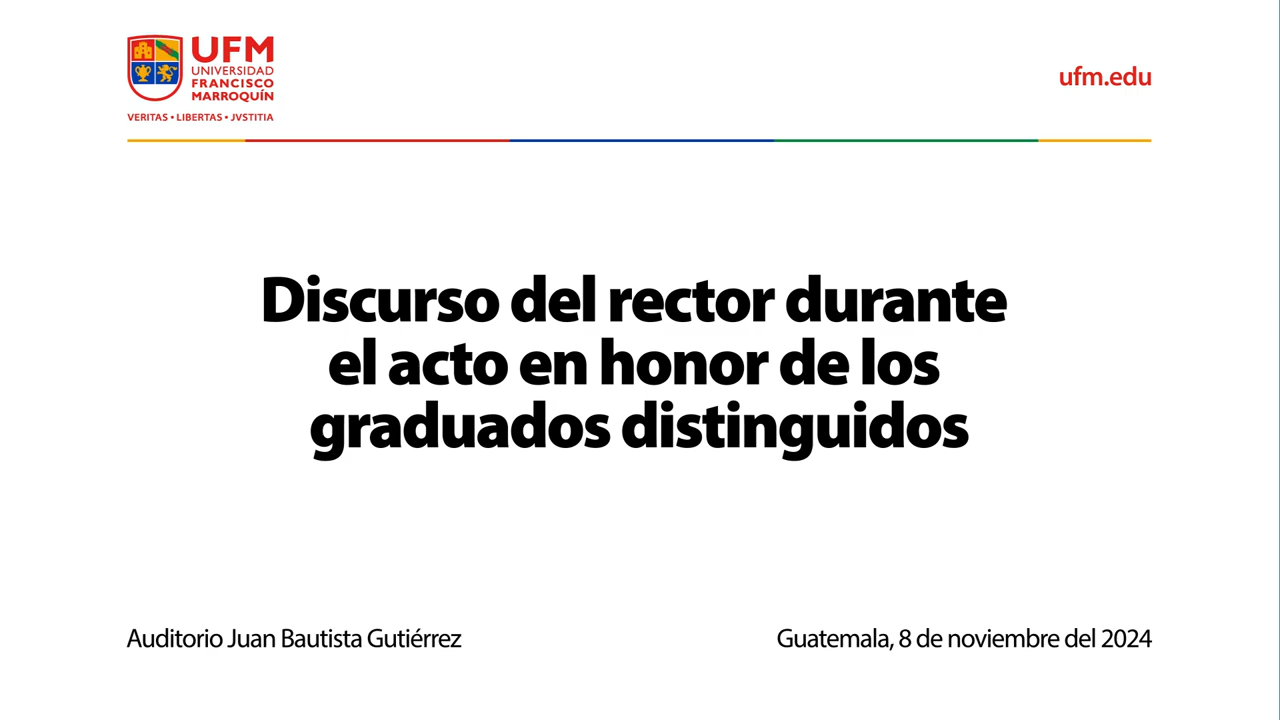 UFM
UNIVERSIDAD
FRANCISCO
MARROQUÍN
VERITAS • LIBERTAS • JVSTITIA
ufm.edu
Discurso del rector durante
el acto en honor de los
graduados distinguidos
Auditorio Juan Bautista Gutiérrez
Guatemala, 8 de noviembre del 2024